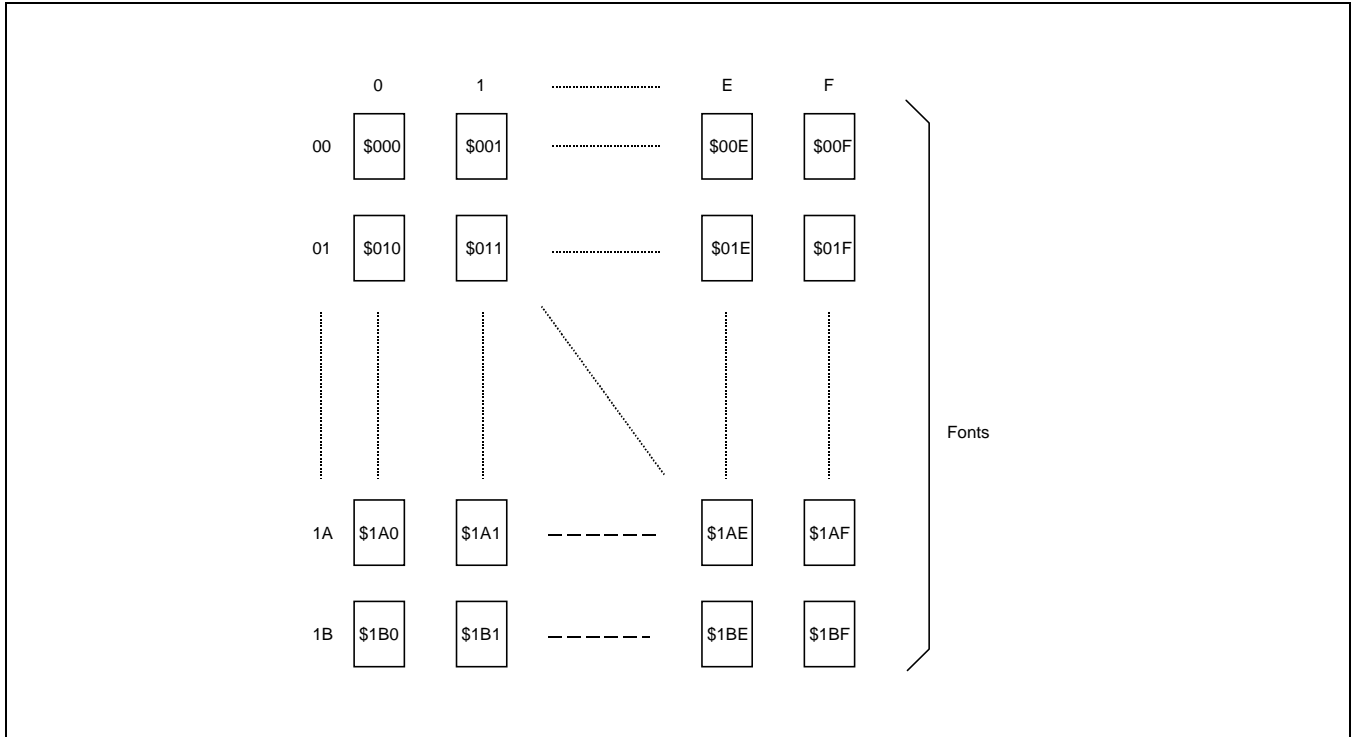 0 1 E F
00 $000 $001 $00E $00F
01 $010 $011 $01E $01F
Fonts
1A $1A0 $1A1 $1AE $1AF
1B $1B0 $1B1 $1BE $1BF